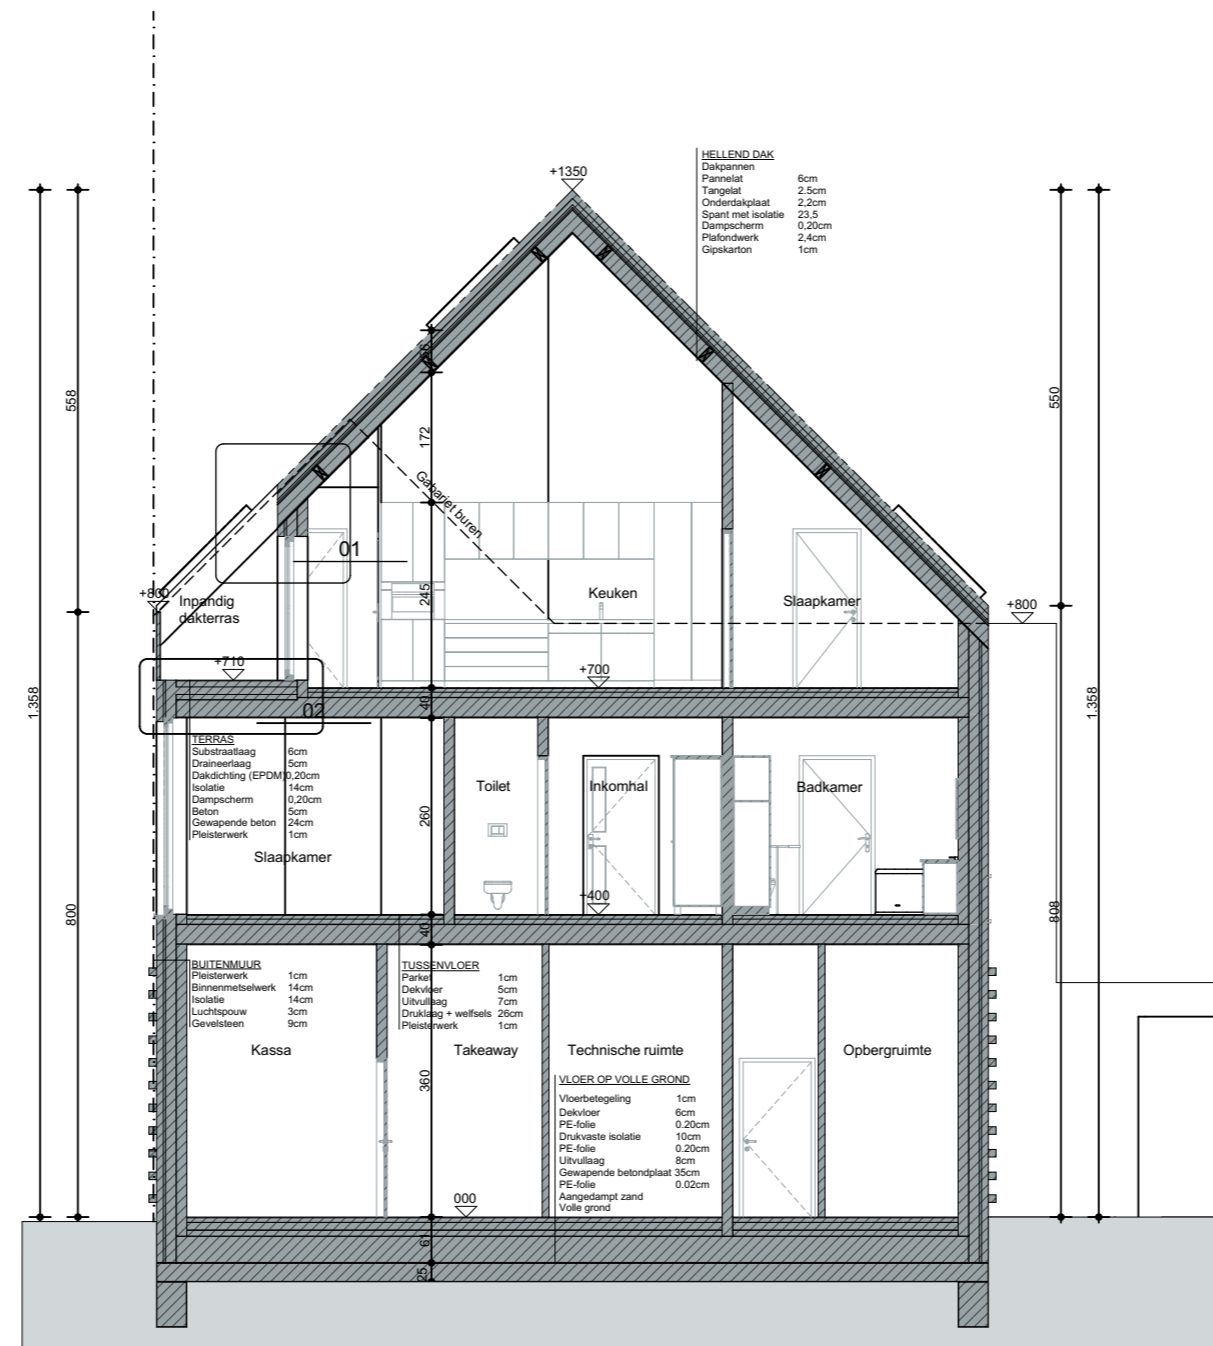 HELLEND DAK
Dakpannen
Pannelat 6cm
Tangelat 2.5cm
Onderdakplaat 2,2cm
Spant met isolatie 23,5
Dampscherm 0,20cm
Plafondwerk 2,4cm
Gipskarton 1cm
+1350
558
550
172
Gabariet buren
01
245
Keuken
Slaapkamer
+800
Inpandig
dakterras
+800
+710
+700
1.358
1.358
40
02
TERRAS
Substraatlaag 6cm
Draineerlaag 5cm
Dakdichting (EPDM) 0,20cm
Isolatie 14cm
Dampscherm 0,20cm
Beton 5cm
Gewapende beton 24cm
Pleisterwerk 1cm
Slaapkamer
260
Toilet
Inkomhal
Badkamer
+400
800
808
40
BUITENMUUR
Pleisterwerk 1cm
Binnenmetselwerk 14cm
Isolatie 14cm
Luchtspouw 3cm
Gevelsteen 9cm
TUSSENVLOER
Parket 1cm
Dekvloer 5cm
Uitvullaag 7cm
Druklaag + welfsels 26cm
Pleisterwerk 1cm
Kassa
Takeaway
Technische ruimte
Opbergruimte
360
VLOER OP VOLLE GROND
Vloerbetegeling 1cm
Dekvloer 6cm
PE-folie 0.20cm
Drukvaste isolatie 10cm
PE-folie 0.20cm
Uitvullaag 8cm
Gewapende betondplaat 35cm
PE-folie 0.02cm
Aangedampt zand
Volle grond
000
61
25